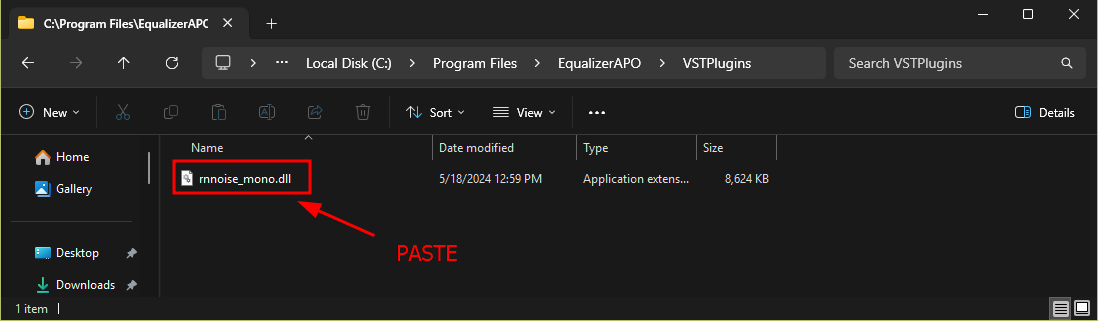 C:\Program Files\EqualizerAPO
Local Disk (C:) Program Files EqualizerAPO VSTPlugins Search VSTPlugins
New Sort View Details
Name Date modified Type Size
Home
Gallery
Desktop
Downloads
rnnoise_mono.dll 5/18/2024 12:59 PM Application extens... 8,624 KB
PASTE
1 item